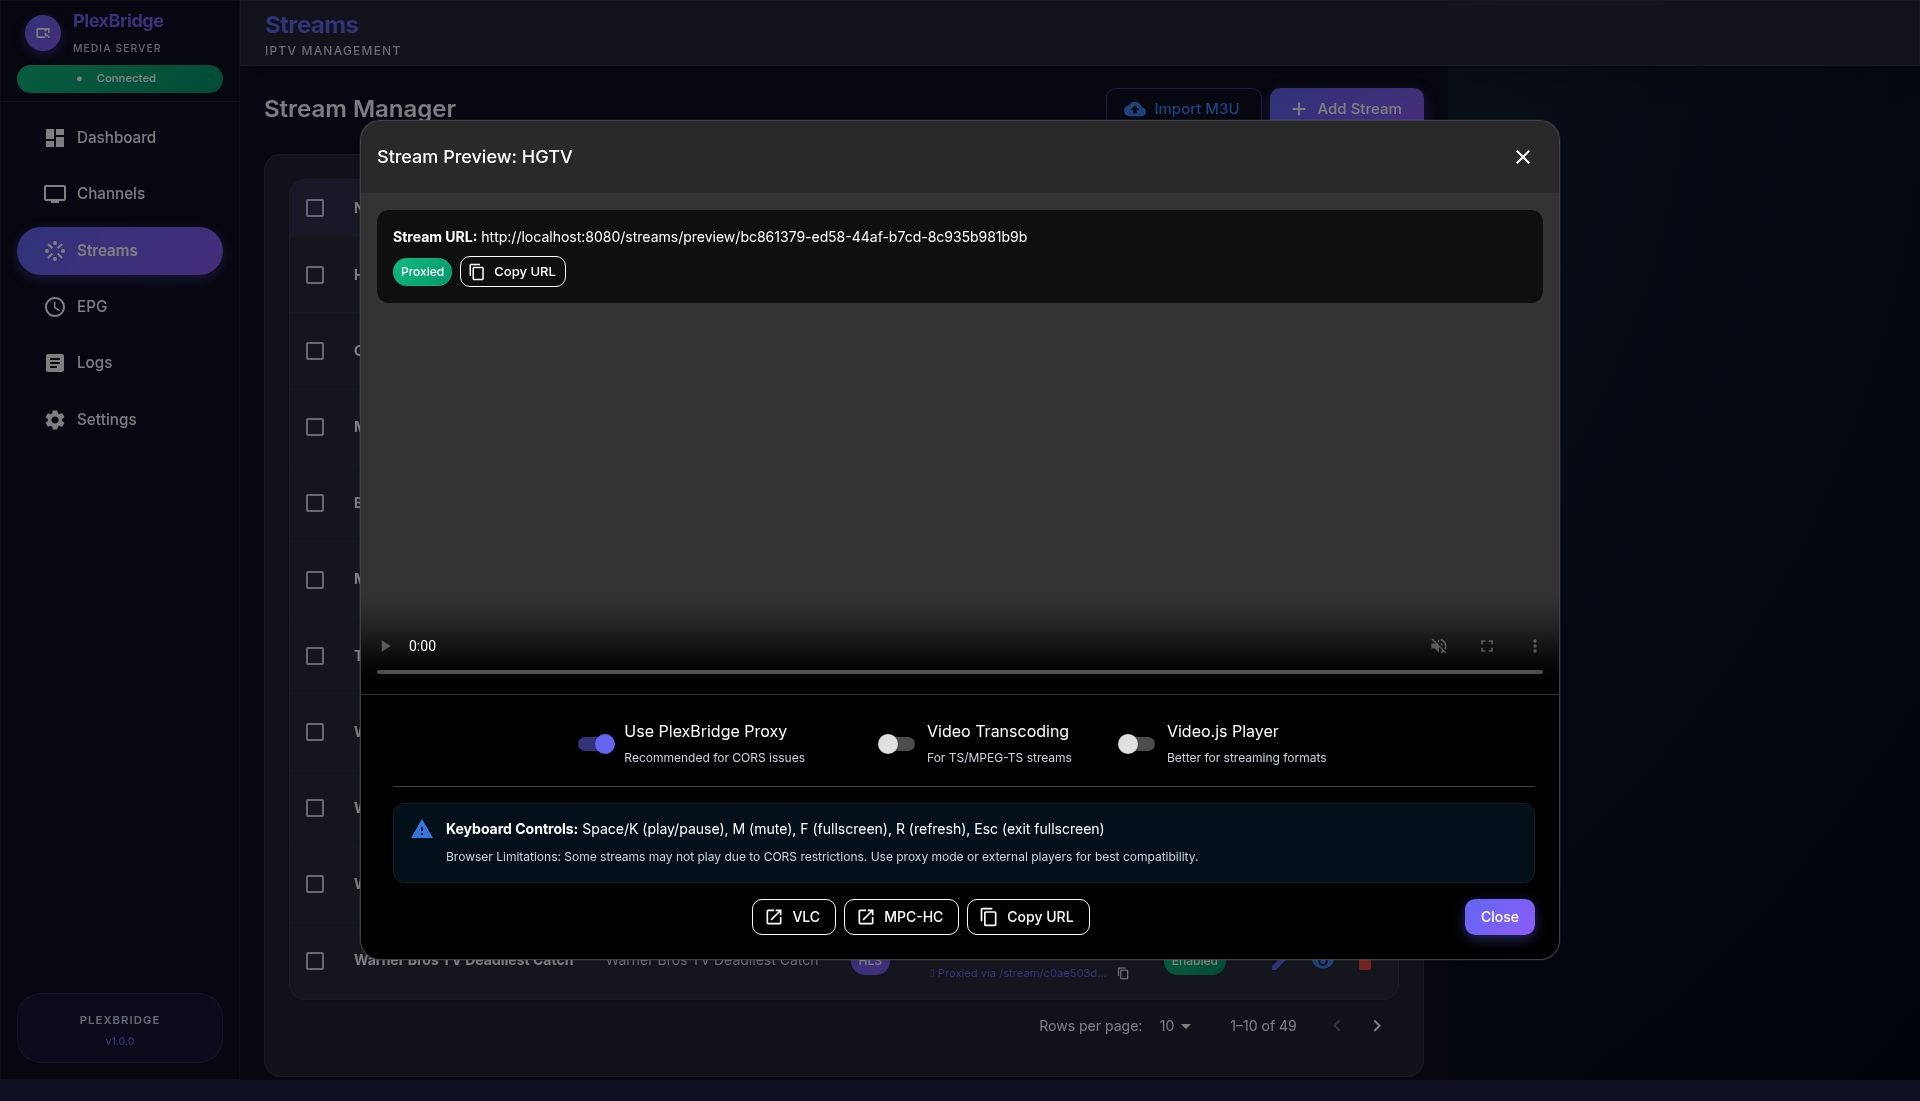 PlexBridge
MEDIA SERVER
Connected
Dashboard
Channels
Streams
EPG
Logs
Settings
PLEXBRIDGE
v1.0.0
Streams
IPTV MANAGEMENT
Stream Manager
Import M3U
Add Stream
Stream Preview: HGTV
Stream URL: http://localhost:8080/streams/preview/bc861379-ed58-44af-b7cd-8c935b981b9b
Proxied
Copy URL
0:00
Use PlexBridge Proxy
Recommended for CORS issues
Video Transcoding
For TS/MPEG-TS streams
Video.js Player
Better for streaming formats
Keyboard Controls: Space/K (play/pause), M (mute), F (fullscreen), R (refresh), Esc (exit fullscreen)
Browser Limitations: Some streams may not play due to CORS restrictions. Use proxy mode or external players for best compatibility.
VLC
MPC-HC
Copy URL
Close
Warner Bros TV Deadliest Catch
Warner Bros TV Deadliest Catch
HLS
Proxied via /stream/c0ae503d...
Enabled
Rows per page: 10
1–10 of 49